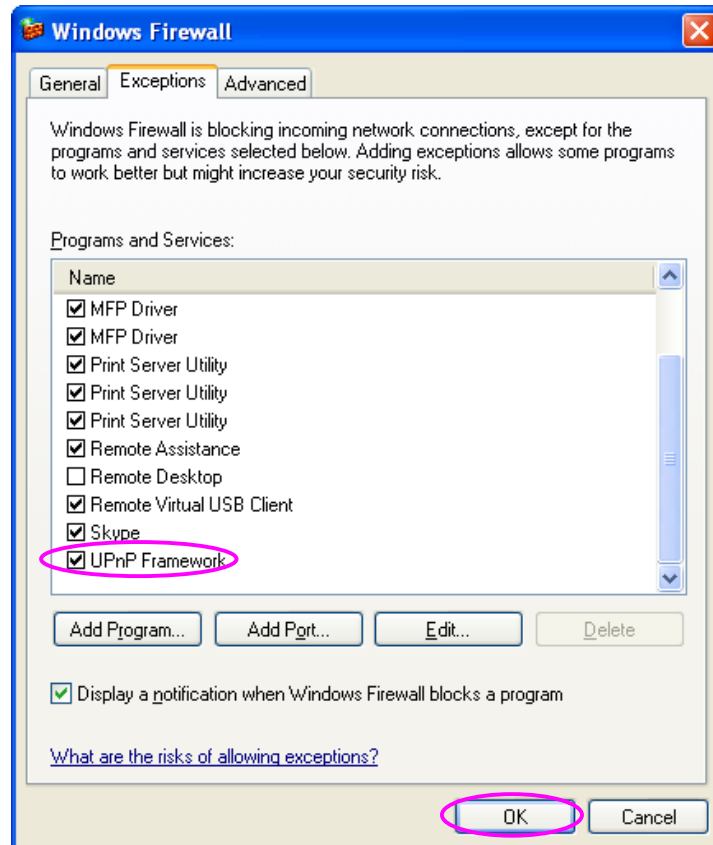 Windows Firewall
General Exceptions Advanced
Windows Firewall is blocking incoming network connections, except for the
programs and services selected below. Adding exceptions allows some programs
to work better but might increase your security risk.
Programs and Services:
Name
MFP Driver
MFP Driver
Print Server Utility
Print Server Utility
Print Server Utility
Remote Assistance
Remote Desktop
Remote Virtual USB Client
Skype
UPnP Framework
Add Program... Add Port... Edit... Delete
Display a notification when Windows Firewall blocks a program
What are the risks of allowing exceptions?
OK Cancel